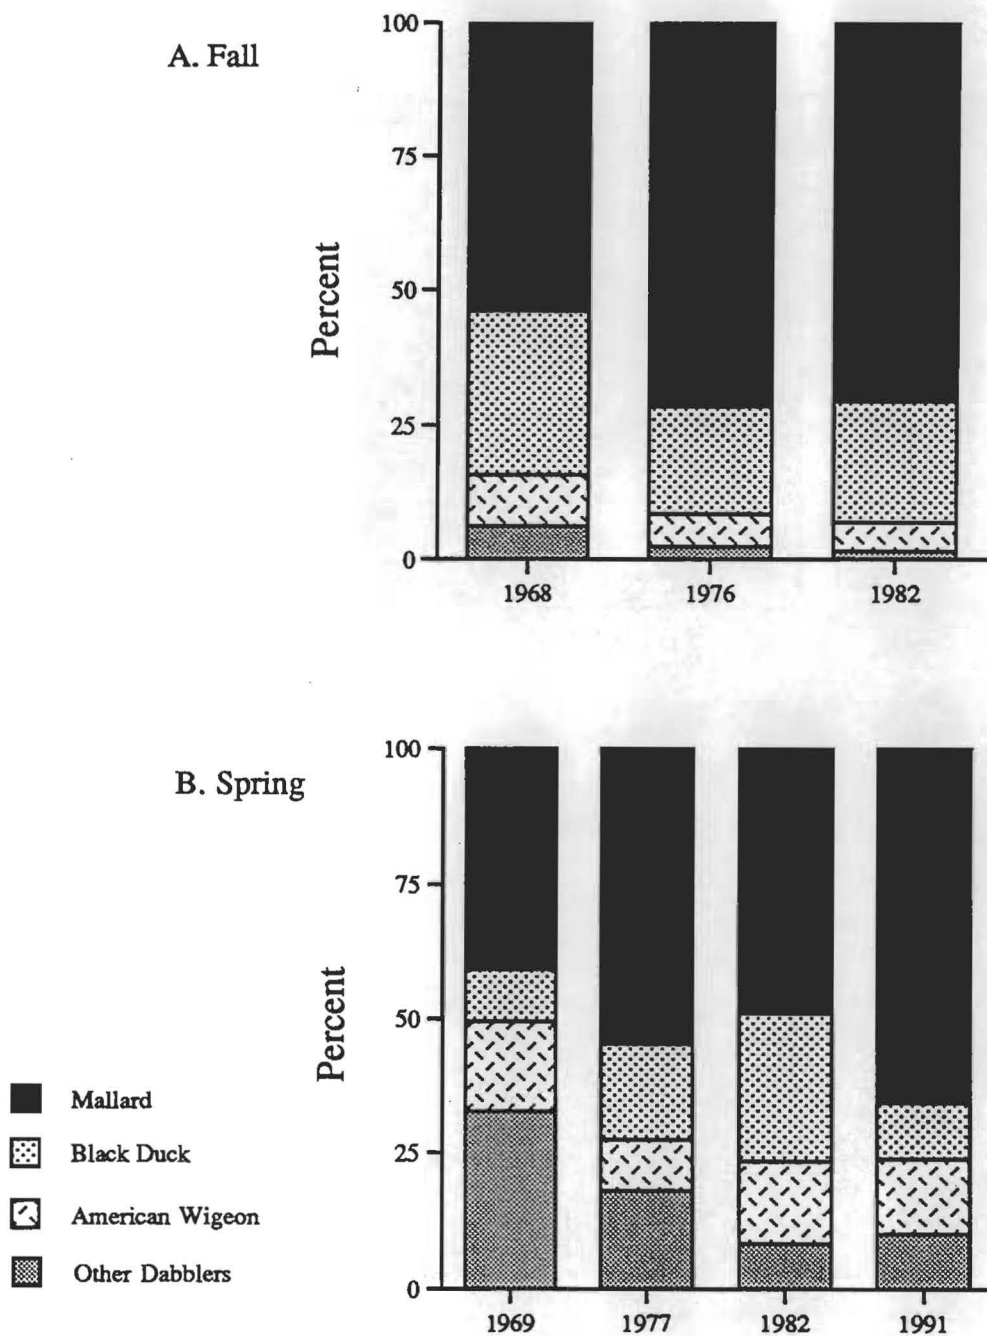 A. Fall
100
75
50
25
0
Percent
1968 1976 1982
B. Spring
100
75
50
25
0
Percent
1969 1977 1982 1991
Mallard
Black Duck
American Wigeon
Other Dabblers